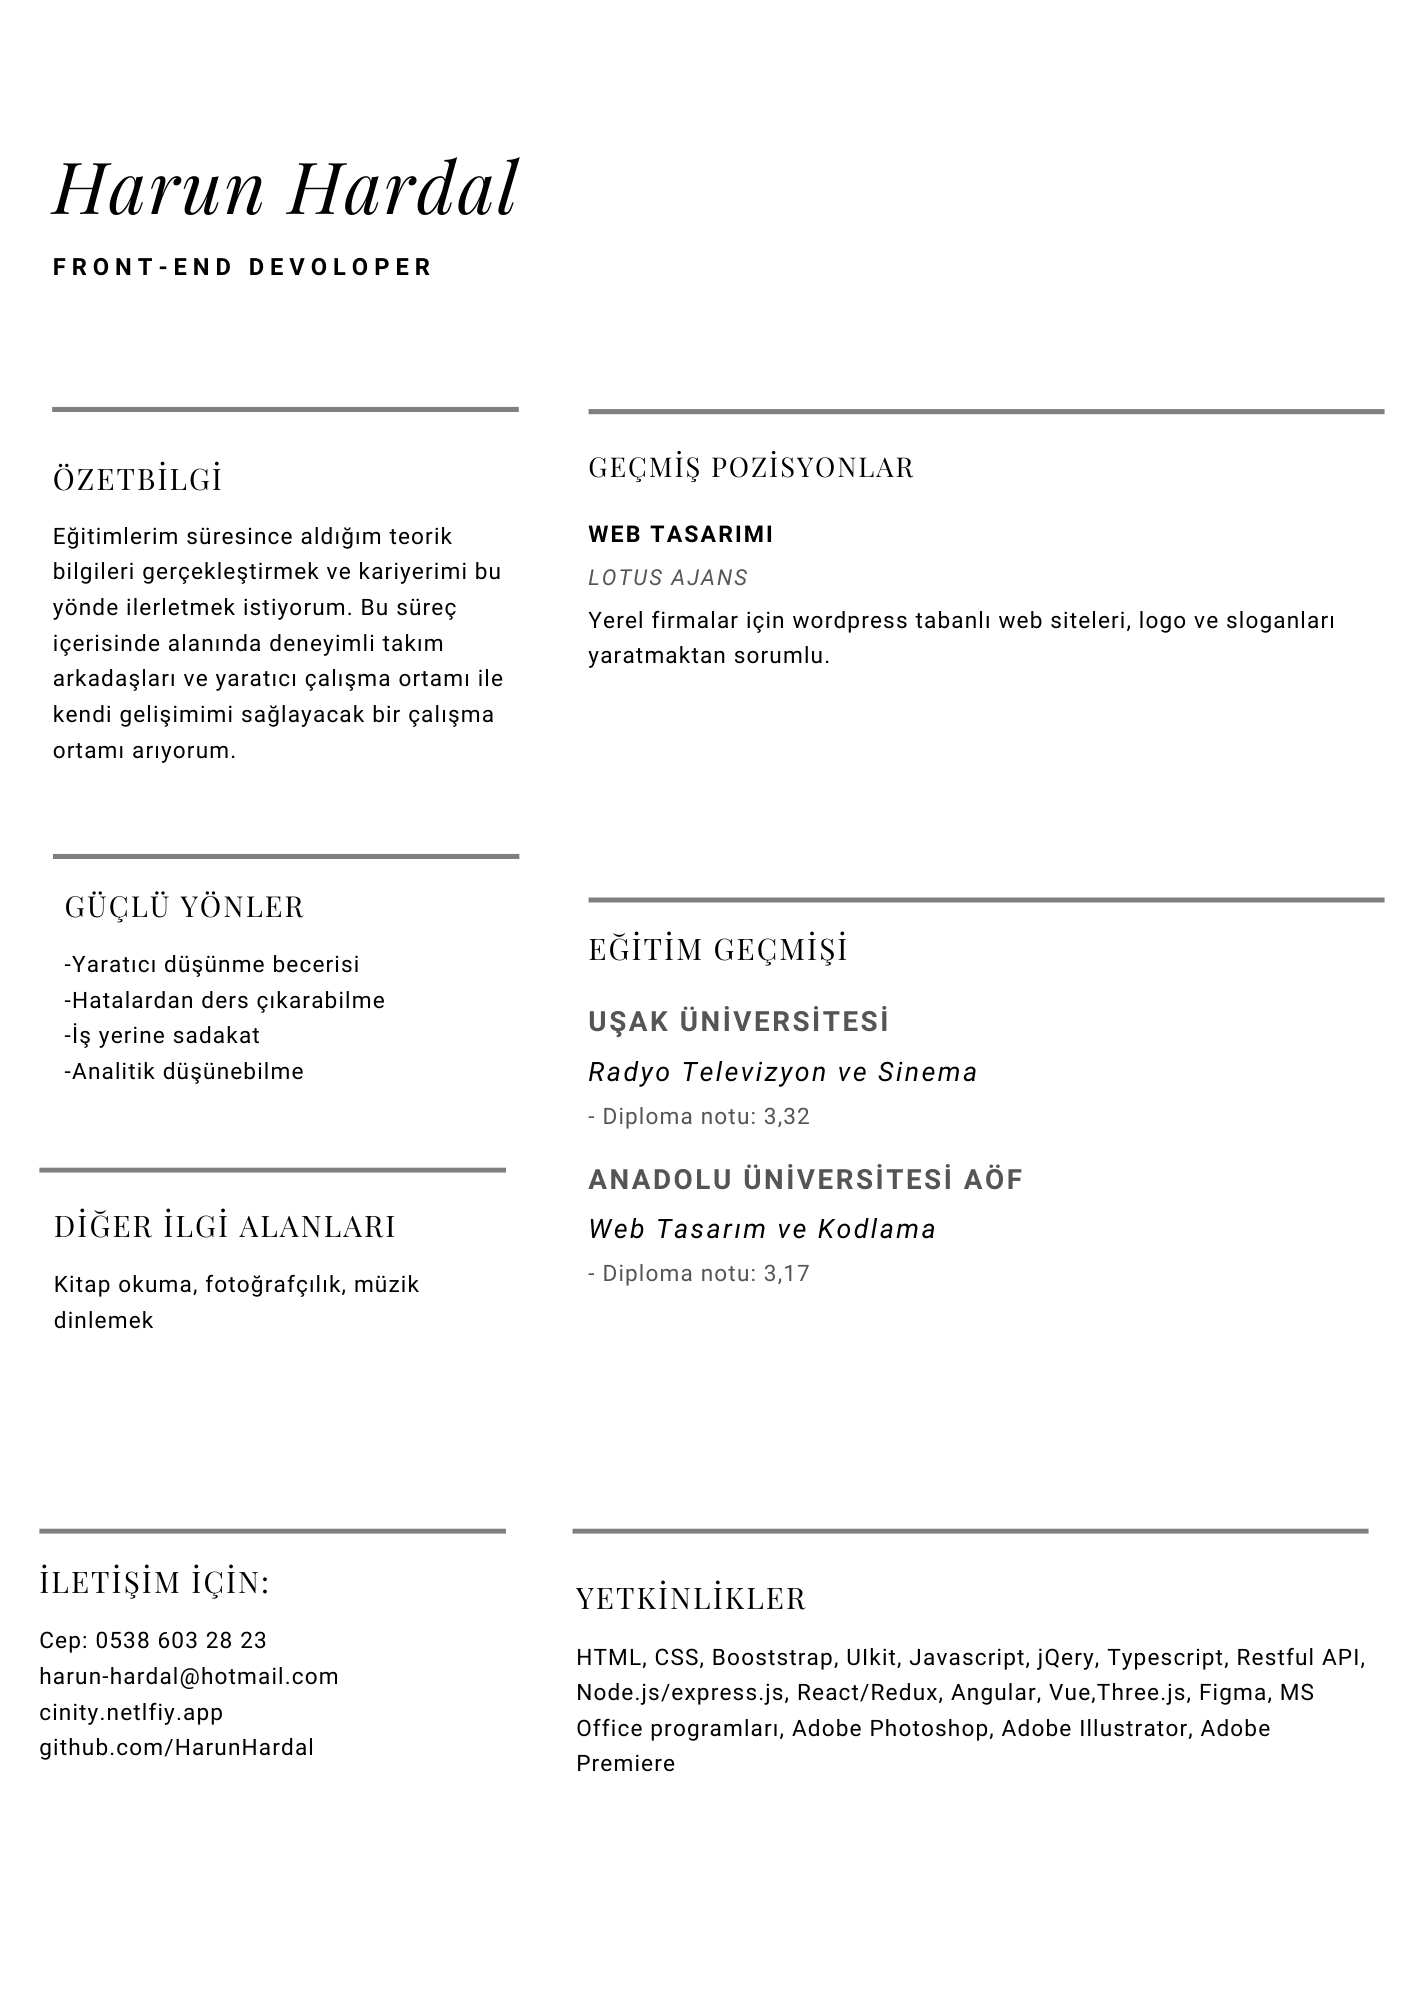 Harun Hardal
FRONT-END DEVOLOPER
ÖZETBİLGİ
Eğitimlerim süresince aldığım teorik
bilgileri gerçekleştirmek ve kariyerimi bu
yönde ilerletmek istiyorum. Bu süreç
içerisinde alanında deneyimli takım
arkadaşları ve yaratıcı çalışma ortamı ile
kendi gelişimimi sağlayacak bir çalışma
ortamı arıyorum.
GÜÇLÜ YÖNLER
-Yaratıcı düşünme becerisi
-Hatalardan ders çıkarabilme
-İş yerine sadakat
-Analitik düşünebilme
DİĞER İLGİ ALANLARI
Kitap okuma, fotoğrafçılık, müzik
dinlemek
İLETİŞİM İÇİN:
Cep: 0538 603 28 23
harun-hardal@hotmail.com
cinity.netlfiy.app
github.com/HarunHardal
GEÇMİŞ POZİSYONLAR
WEB TASARIMI
LOTUS AJANS
Yerel firmalar için wordpress tabanlı web siteleri, logo ve sloganları
yaratmaktan sorumlu.
EĞİTİM GEÇMİŞİ
UŞAK ÜNİVERSİTESİ
Radyo Televizyon ve Sinema
- Diploma notu: 3,32
ANADOLU ÜNİVERSİTESİ AÖF
Web Tasarım ve Kodlama
- Diploma notu: 3,17
YETKİNLİKLER
HTML, CSS, Booststrap, UIkit, Javascript, jQery, Typescript, Restful API,
Node.js/express.js, React/Redux, Angular, Vue,Three.js, Figma, MS
Office programları, Adobe Photoshop, Adobe Illustrator, Adobe
Premiere